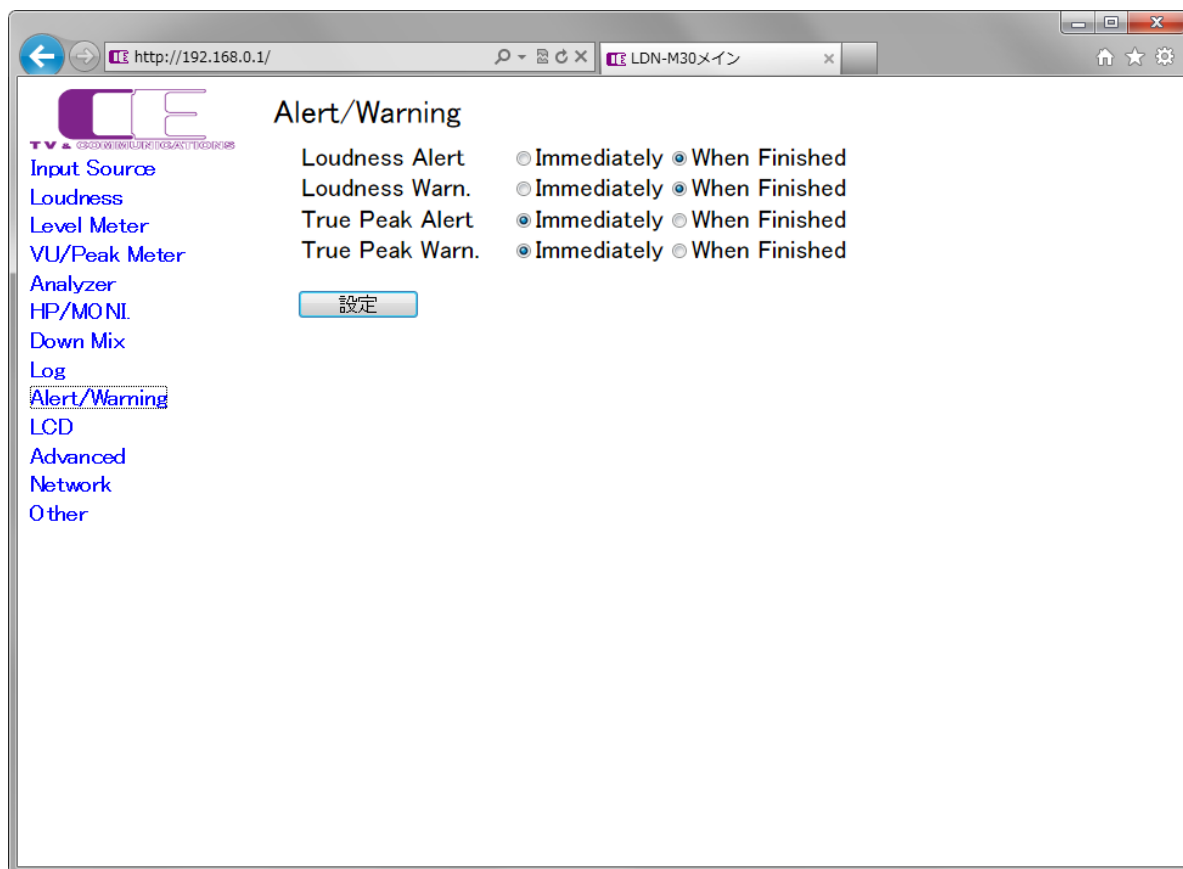 http://192.168.0.1/
LDN-M30メイン
TV & COMMUNICATIONS
Input Source
Loudness
Level Meter
VU/Peak Meter
Analyzer
HP/MONI.
Down Mix
Log
Alert/Warning
LCD
Advanced
Network
Other
Alert/Warning
Loudness Alert Immediately When Finished
Loudness Warn. Immediately When Finished
True Peak Alert Immediately When Finished
True Peak Warn. Immediately When Finished
設定